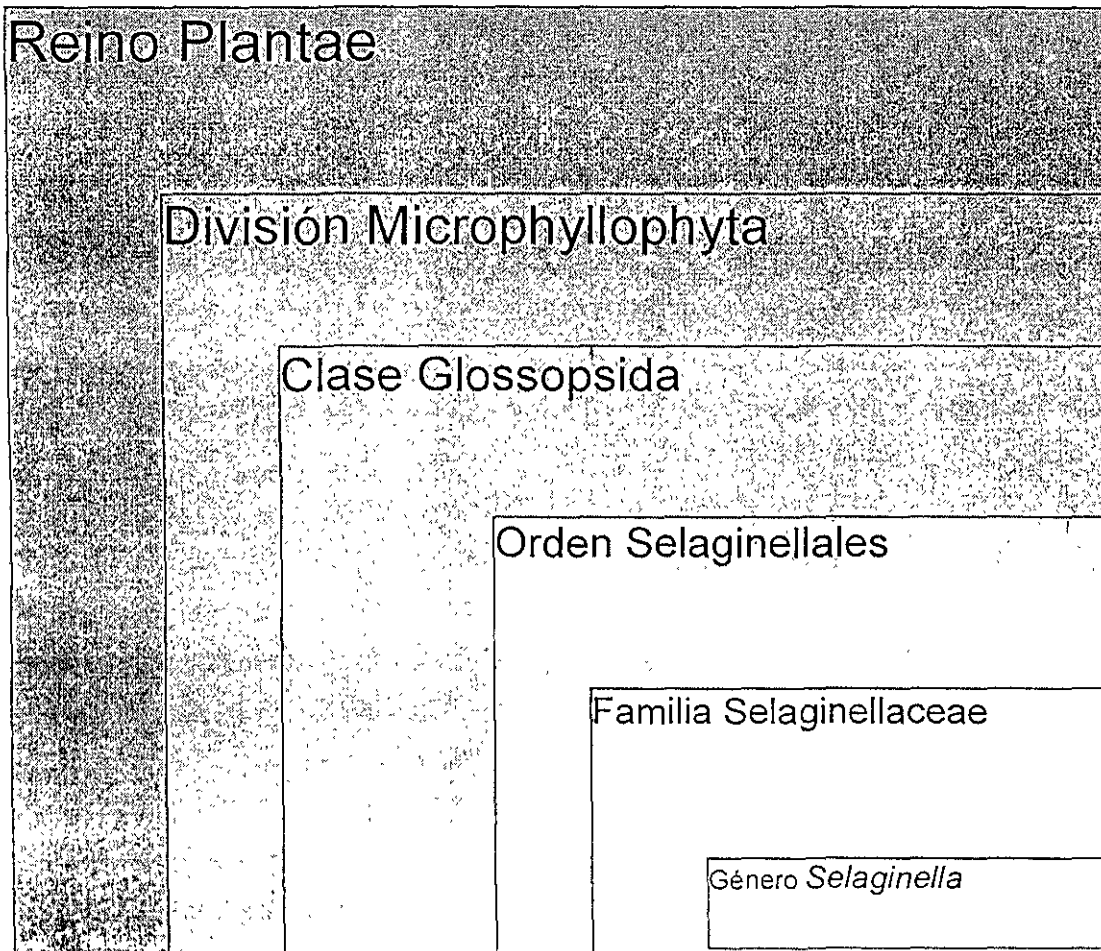 Reino Plantae
División Microphyllophyta
Clase Glossopsida
Orden Selaginellales
Familia Selaginellaceae
Género Selaginella